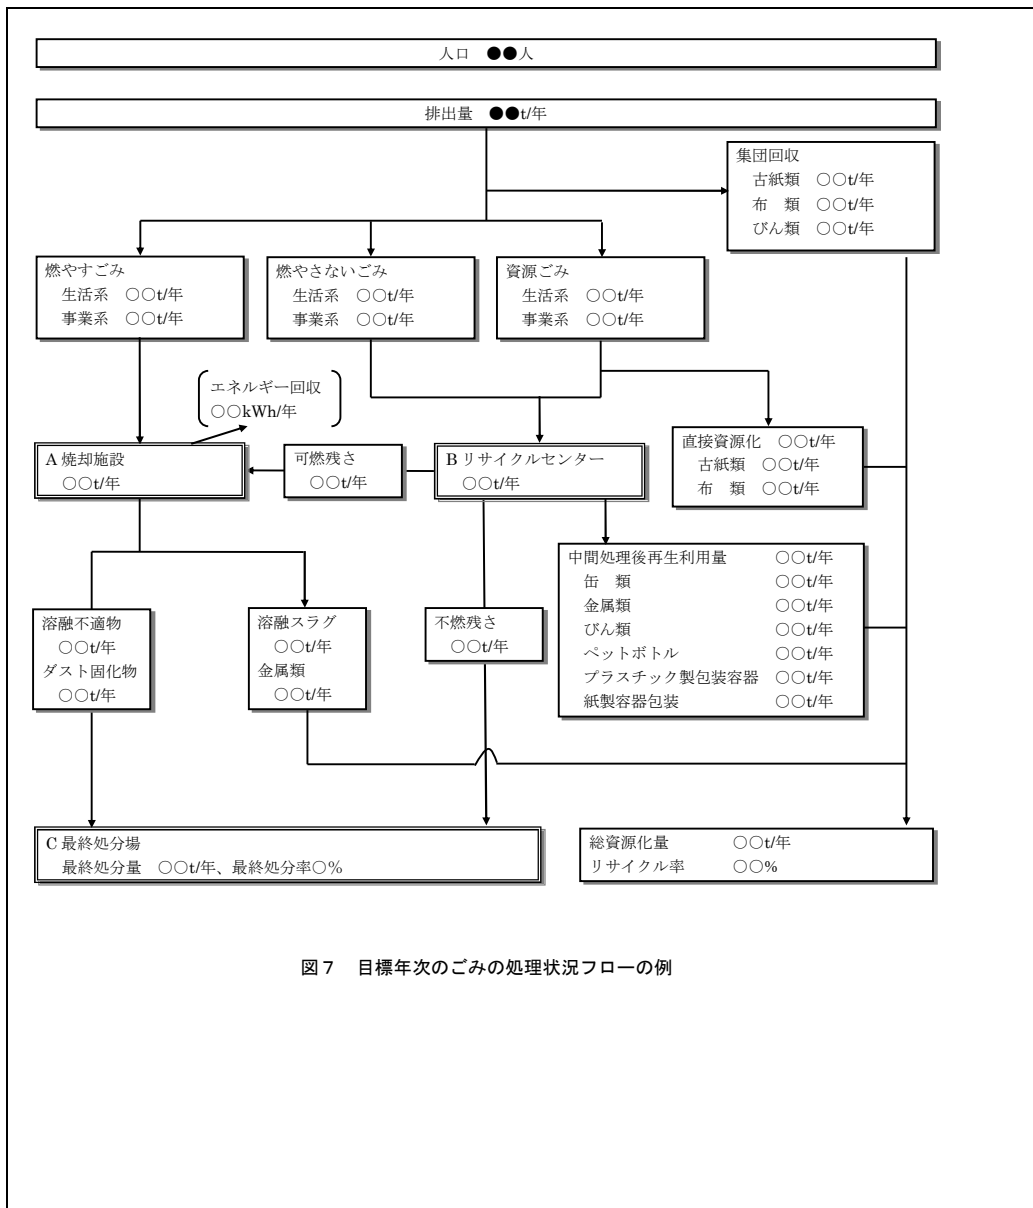 人口　●●人
排出量　●●t/年
集団回収
古紙類　○○t/年
布　類　○○t/年
びん類　○○t/年
燃やすごみ
生活系　○○t/年
事業系　○○t/年
燃やさないごみ
生活系　○○t/年
事業系　○○t/年
資源ごみ
生活系　○○t/年
事業系　○○t/年
エネルギー回収
○○kWh/年
直接資源化　○○t/年
古紙類　○○t/年
布　類　○○t/年
A 焼却施設
○○t/年
可燃残さ
○○t/年
B リサイクルセンター
○○t/年
中間処理後再生利用量　○○t/年
缶　類　○○t/年
金属類　○○t/年
びん類　○○t/年
ペットボトル　○○t/年
プラスチック製包装容器　○○t/年
紙製容器包装　○○t/年
溶融不適物
○○t/年
ダスト固化物
○○t/年
溶融スラグ
○○t/年
金属類
○○t/年
不燃残さ
○○t/年
C 最終処分場
最終処分量　○○t/年、最終処分率○%
総資源化量　○○t/年
リサイクル率　○○%
図７　目標年次のごみの処理状況フローの例